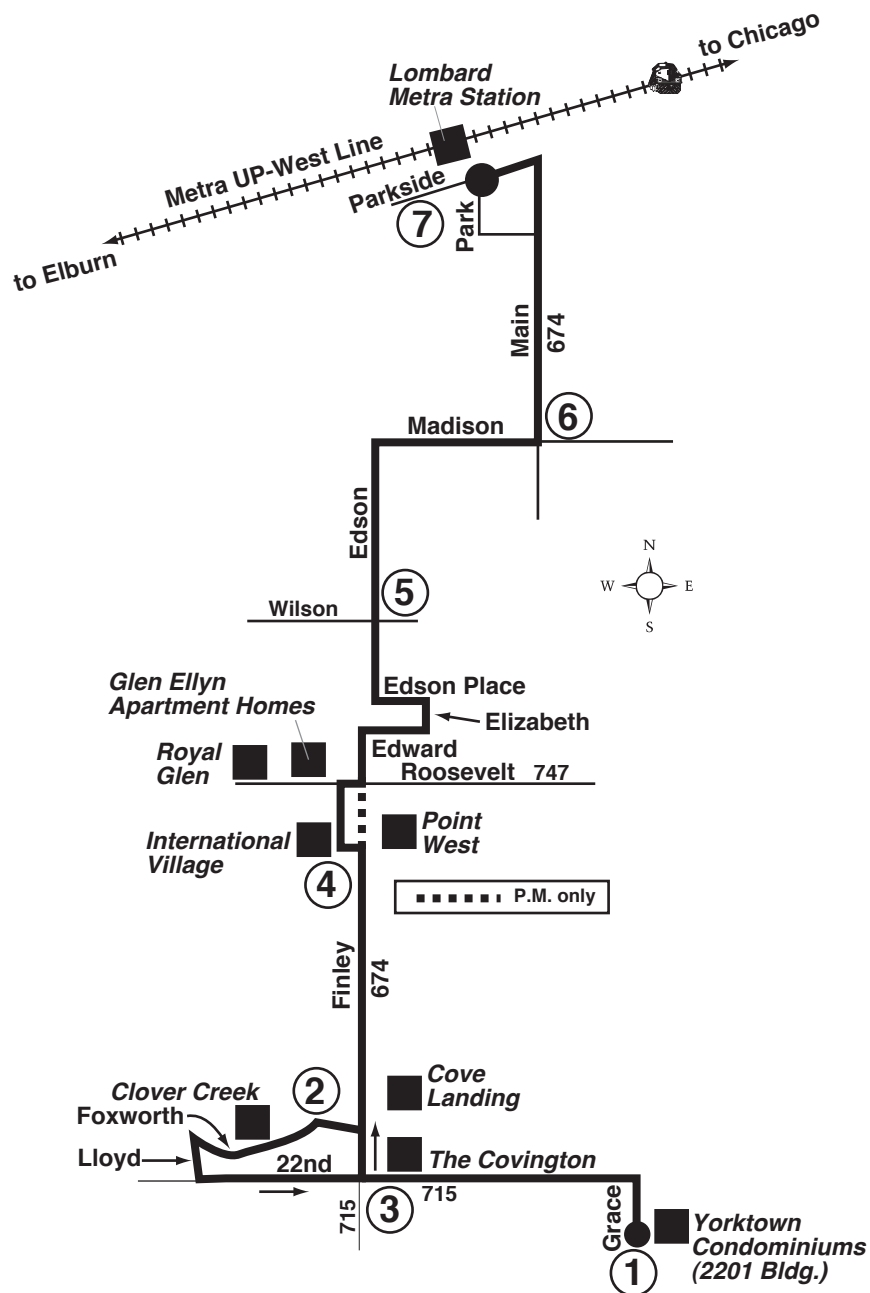 to Chicago
Lombard
Metra Station
Metra UP-West Line
Parkside
7
Park
to Elburn
Main
674
6
Madison
Edson
5
Wilson
N
W
E
S
Glen Ellyn
Apartment Homes
Edson Place
Elizabeth
Royal
Glen
Edward
Roosevelt 747
International
Village
Point
West
4
P.M. only
Finley
674
Clover Creek
2
Cove
Landing
Foxworth
Lloyd
22nd
The Covington
715
715
3
Grace
Yorktown
Condominiums
(2201 Bldg.)
1